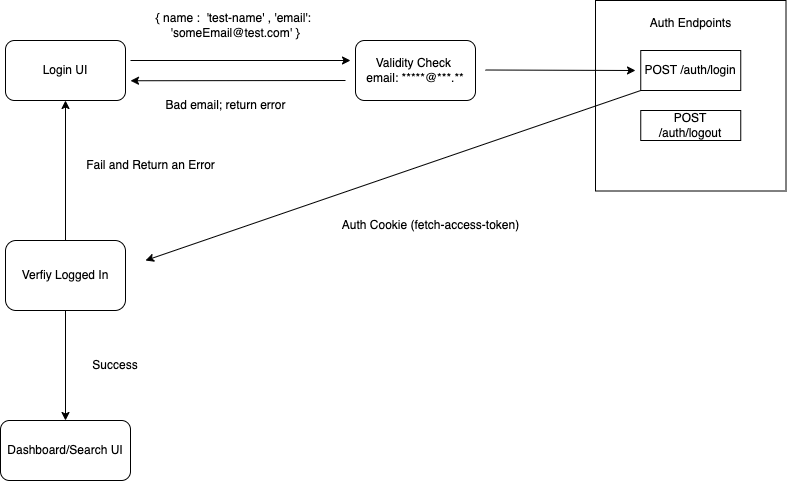 { name : 'test-name' , 'email':
'someEmail@test.com' }
Auth Endpoints
Login UI
Validity Check
email: *****@***.**
POST /auth/login
Bad email; return error
POST
/auth/logout
Fail and Return an Error
Auth Cookie (fetch-access-token)
Verfiy Logged In
Success
Dashboard/Search UI